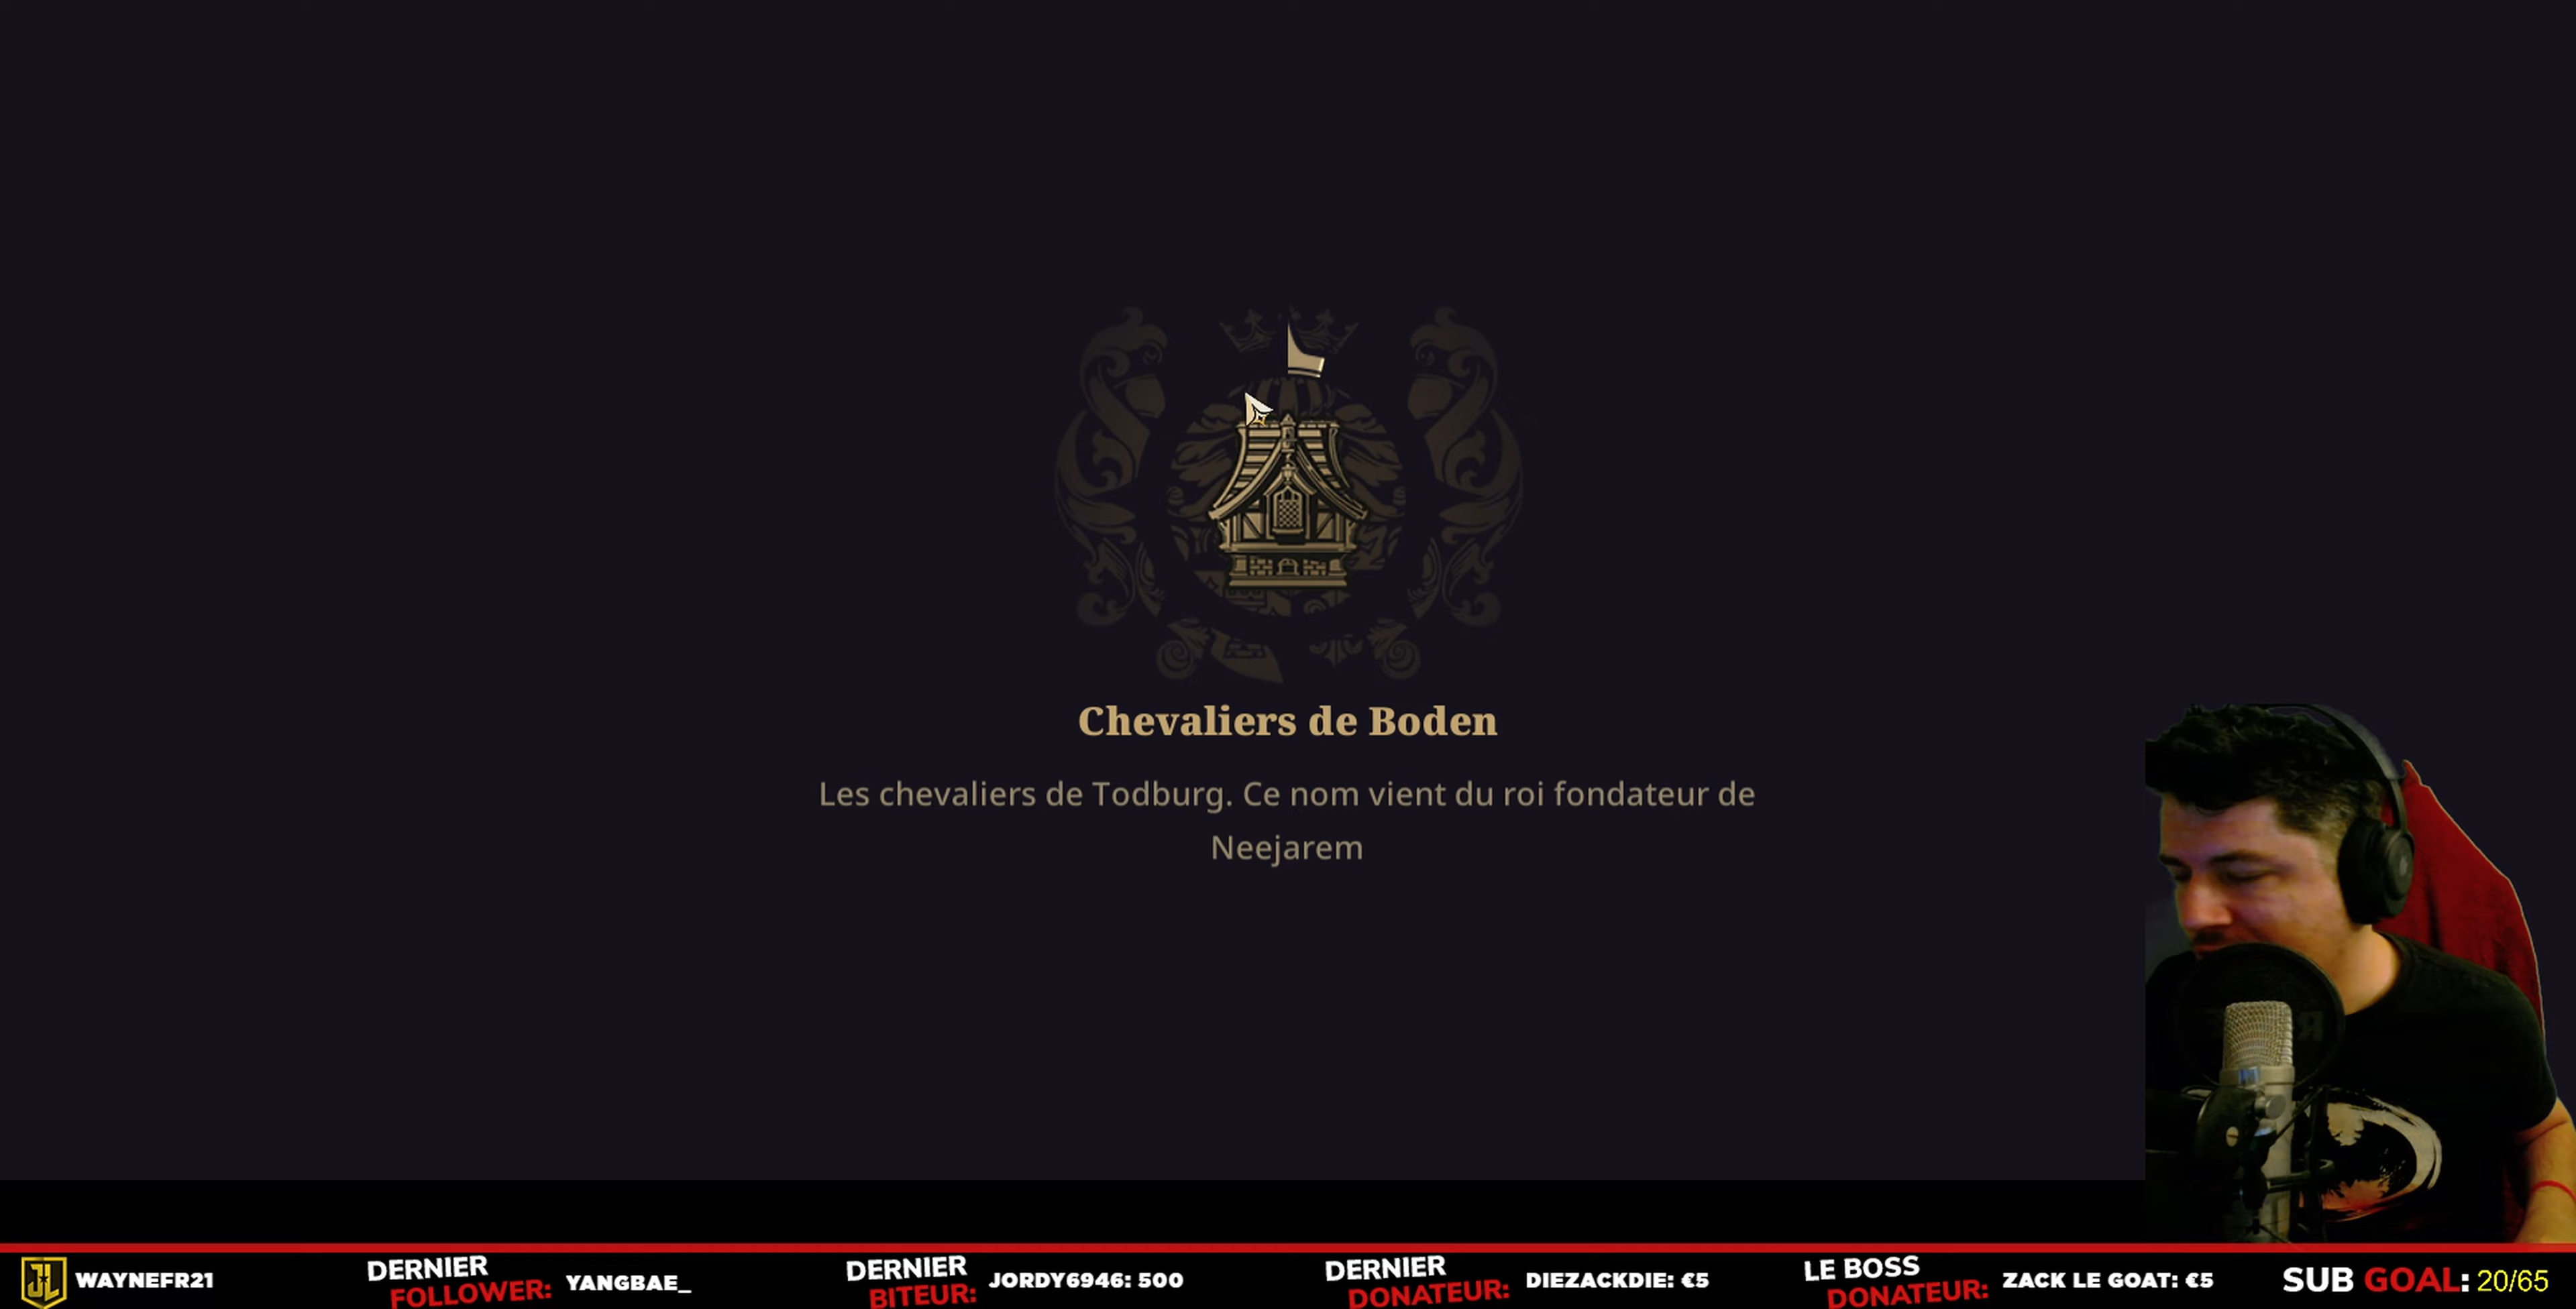 Chevaliers de Boden
Les chevaliers de Todburg. Ce nom vient du roi fondateur de
Neejarem
JL WAYNEFR21
DERNIER FOLLOWER: YANGBAE_
DERNIER BITEUR: JORDY6946: 500
DERNIER DONATEUR: DIEZACKDIE: €5
LE BOSS DONATEUR: ZACK LE GOAT: €5
SUB GOAL: 20/65